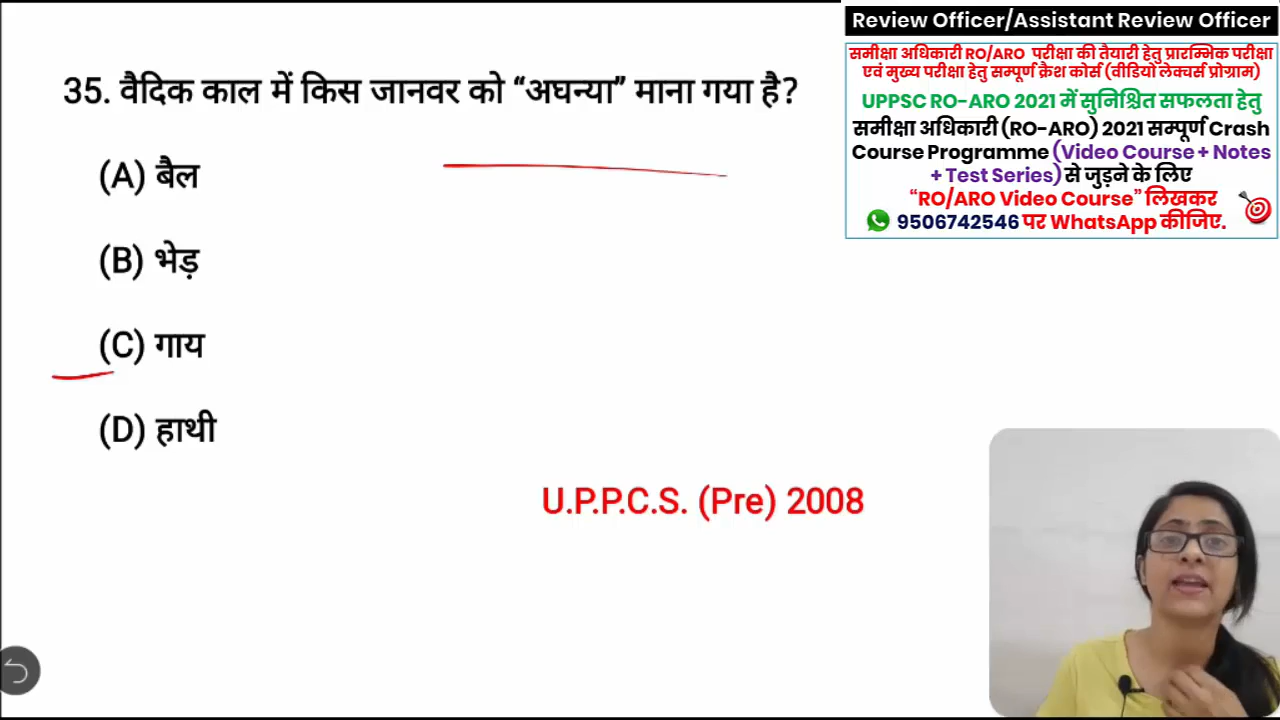 Review Officer/Assistant Review Officer
समीक्षा अधिकारी RO/ARO परीक्षा की तैयारी हेतु प्रारम्भिक परीक्षा
एवं मुख्य परीक्षा हेतु सम्पूर्ण क्रैश कोर्स (वीडियो लेक्चर्स प्रोग्राम)
UPPSC RO-ARO 2021 में सुनिश्चित सफलता हेतु
समीक्षा अधिकारी (RO-ARO) 2021 सम्पूर्ण Crash
Course Programme (Video Course + Notes
+ Test Series) से जुड़ने के लिए
“RO/ARO Video Course” लिखकर
9506742546 पर WhatsApp कीजिए.
35. वैदिक काल में किस जानवर को “अघन्या” माना गया है?
(A) बैल
(B) भेड़
(C) गाय
(D) हाथी
U.P.P.C.S. (Pre) 2008